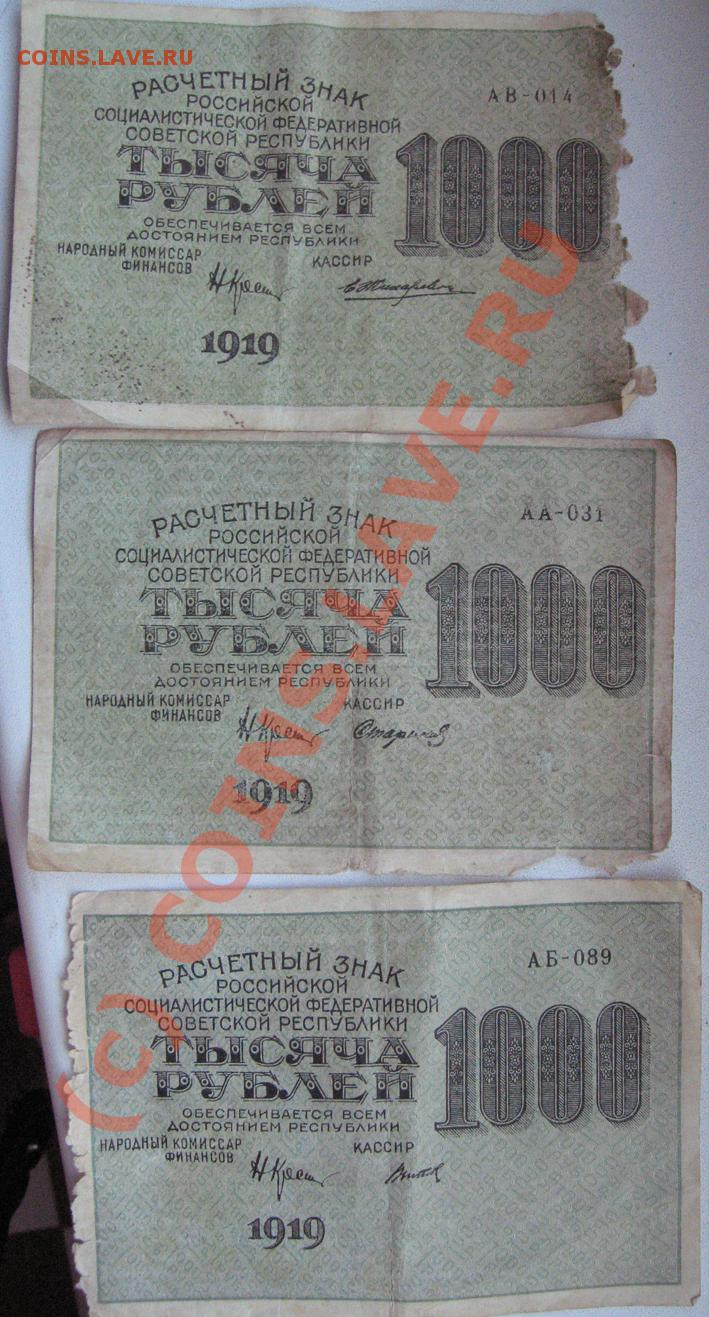 COINS.LAVE.RU
РАСЧЕТНЫЙ ЗНАК
АВ-014
РОССИЙСКОЙ
СОЦИАЛИСТИЧЕСКОЙ ФЕДЕРАТИВНОЙ
СОВЕТСКОЙ РЕСПУБЛИКИ
ТЫСЯЧА
РУБЛЕЙ
1000
ОБЕСПЕЧИВАЕТСЯ ВСЕМ
ДОСТОЯНИЕМ РЕСПУБЛИКИ
НАРОДНЫЙ КОМИССАР
ФИНАНСОВ
КАССИР
1919
РАСЧЕТНЫЙ ЗНАК
АА-031
РОССИЙСКОЙ
СОЦИАЛИСТИЧЕСКОЙ ФЕДЕРАТИВНОЙ
СОВЕТСКОЙ РЕСПУБЛИКИ
ТЫСЯЧА
РУБЛЕЙ
1000
ОБЕСПЕЧИВАЕТСЯ ВСЕМ
ДОСТОЯНИЕМ РЕСПУБЛИКИ
НАРОДНЫЙ КОМИССАР
ФИНАНСОВ
КАССИР
1919
РАСЧЕТНЫЙ ЗНАК
АБ-089
РОССИЙСКОЙ
СОЦИАЛИСТИЧЕСКОЙ ФЕДЕРАТИВНОЙ
СОВЕТСКОЙ РЕСПУБЛИКИ
ТЫСЯЧА
РУБЛЕЙ
1000
ОБЕСПЕЧИВАЕТСЯ ВСЕМ
ДОСТОЯНИЕМ РЕСПУБЛИКИ
НАРОДНЫЙ КОМИССАР
ФИНАНСОВ
КАССИР
1919
(c) COINS.LAVE.RU